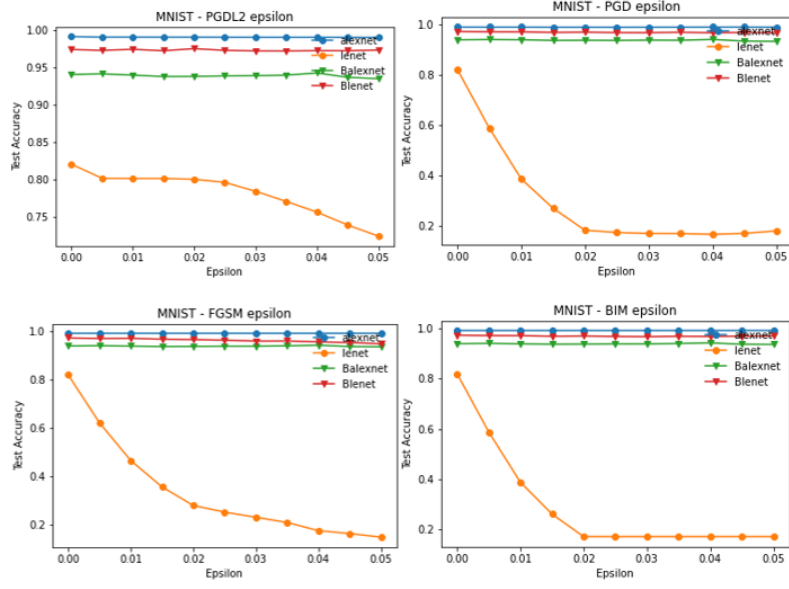 MNIST - PGDL2 epsilon
1.00
0.95
0.90
0.85
0.80
0.75
Test Accuracy
0.00 0.01 0.02 0.03 0.04 0.05
Epsilon
alexnet
lenet
Balexnet
Blenet
MNIST - PGD epsilon
1.0
0.8
0.6
0.4
0.2
Test Accuracy
0.00 0.01 0.02 0.03 0.04 0.05
Epsilon
alexnet
lenet
Balexnet
Blenet
MNIST - FGSM epsilon
1.0
0.8
0.6
0.4
0.2
Test Accuracy
0.00 0.01 0.02 0.03 0.04 0.05
Epsilon
alexnet
lenet
Balexnet
Blenet
MNIST - BIM epsilon
1.0
0.8
0.6
0.4
0.2
Test Accuracy
0.00 0.01 0.02 0.03 0.04 0.05
Epsilon
alexnet
lenet
Balexnet
Blenet